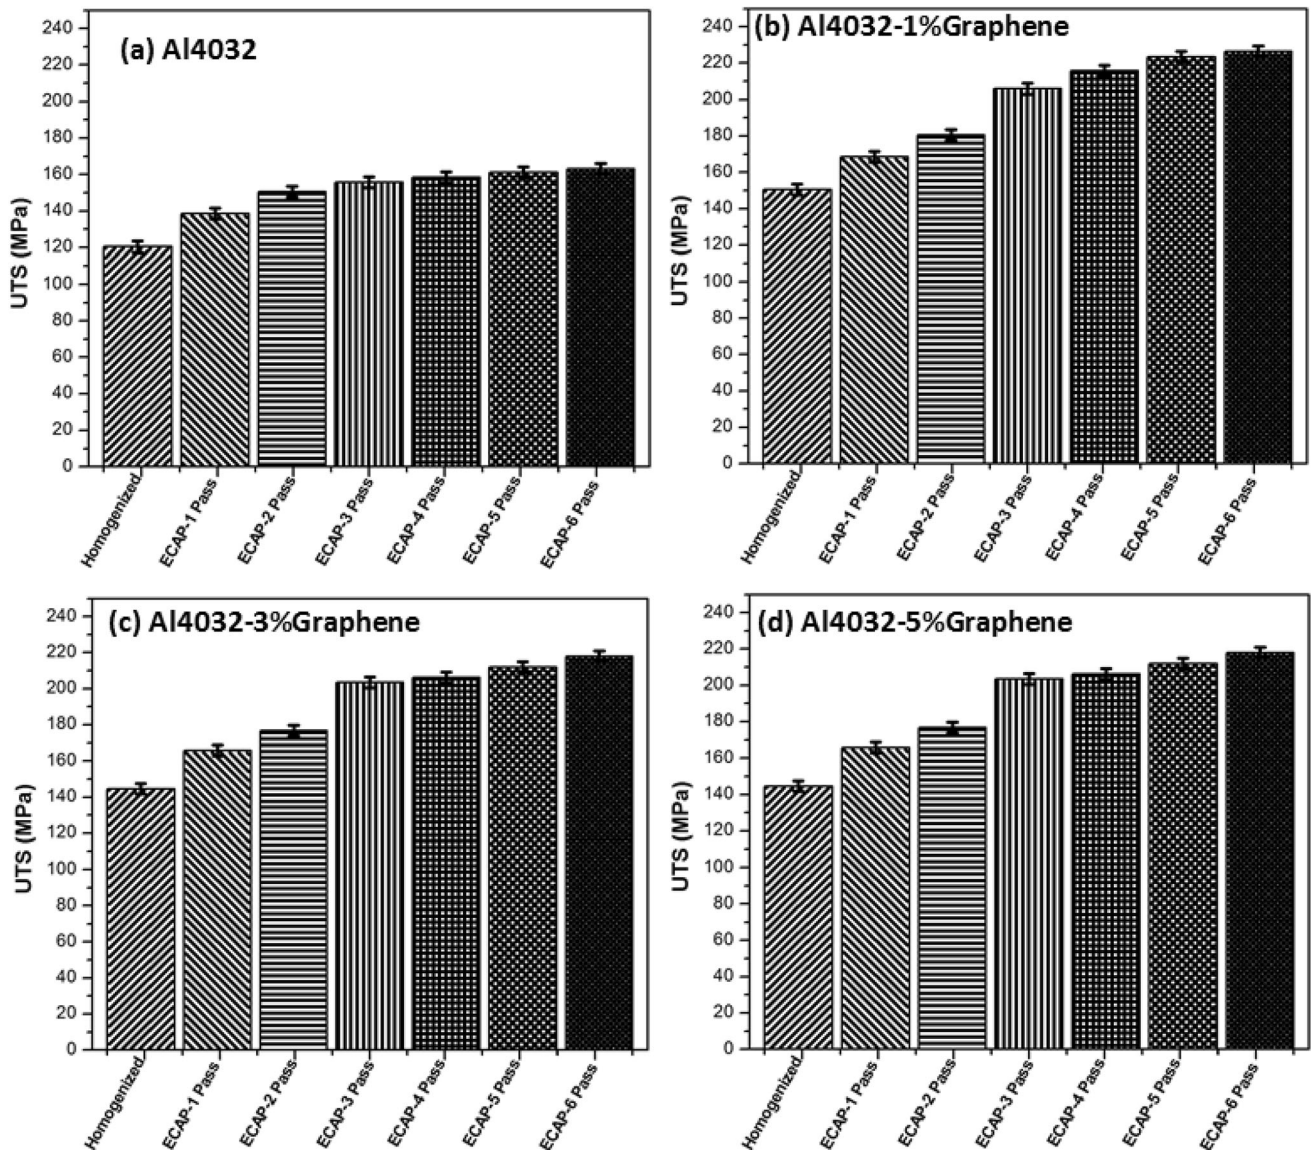 (a) Al4032
UTS (MPa)
240
220
200
180
160
140
120
100
80
60
40
20
0
Homogenized
ECAP-1 Pass
ECAP-2 Pass
ECAP-3 Pass
ECAP-4 Pass
ECAP-5 Pass
ECAP-6 Pass
(b) Al4032-1%Graphene
UTS (MPa)
240
220
200
180
160
140
120
100
80
60
40
20
0
Homogenized
ECAP-1 Pass
ECAP-2 Pass
ECAP-3 Pass
ECAP-4 Pass
ECAP-5 Pass
ECAP-6 Pass
(c) Al4032-3%Graphene
UTS (MPa)
240
220
200
180
160
140
120
100
80
60
40
20
0
Homogenized
ECAP-1 Pass
ECAP-2 Pass
ECAP-3 Pass
ECAP-4 Pass
ECAP-5 Pass
ECAP-6 Pass
(d) Al4032-5%Graphene
UTS (MPa)
240
220
200
180
160
140
120
100
80
60
40
20
0
Homogenized
ECAP-1 Pass
ECAP-2 Pass
ECAP-3 Pass
ECAP-4 Pass
ECAP-5 Pass
ECAP-6 Pass